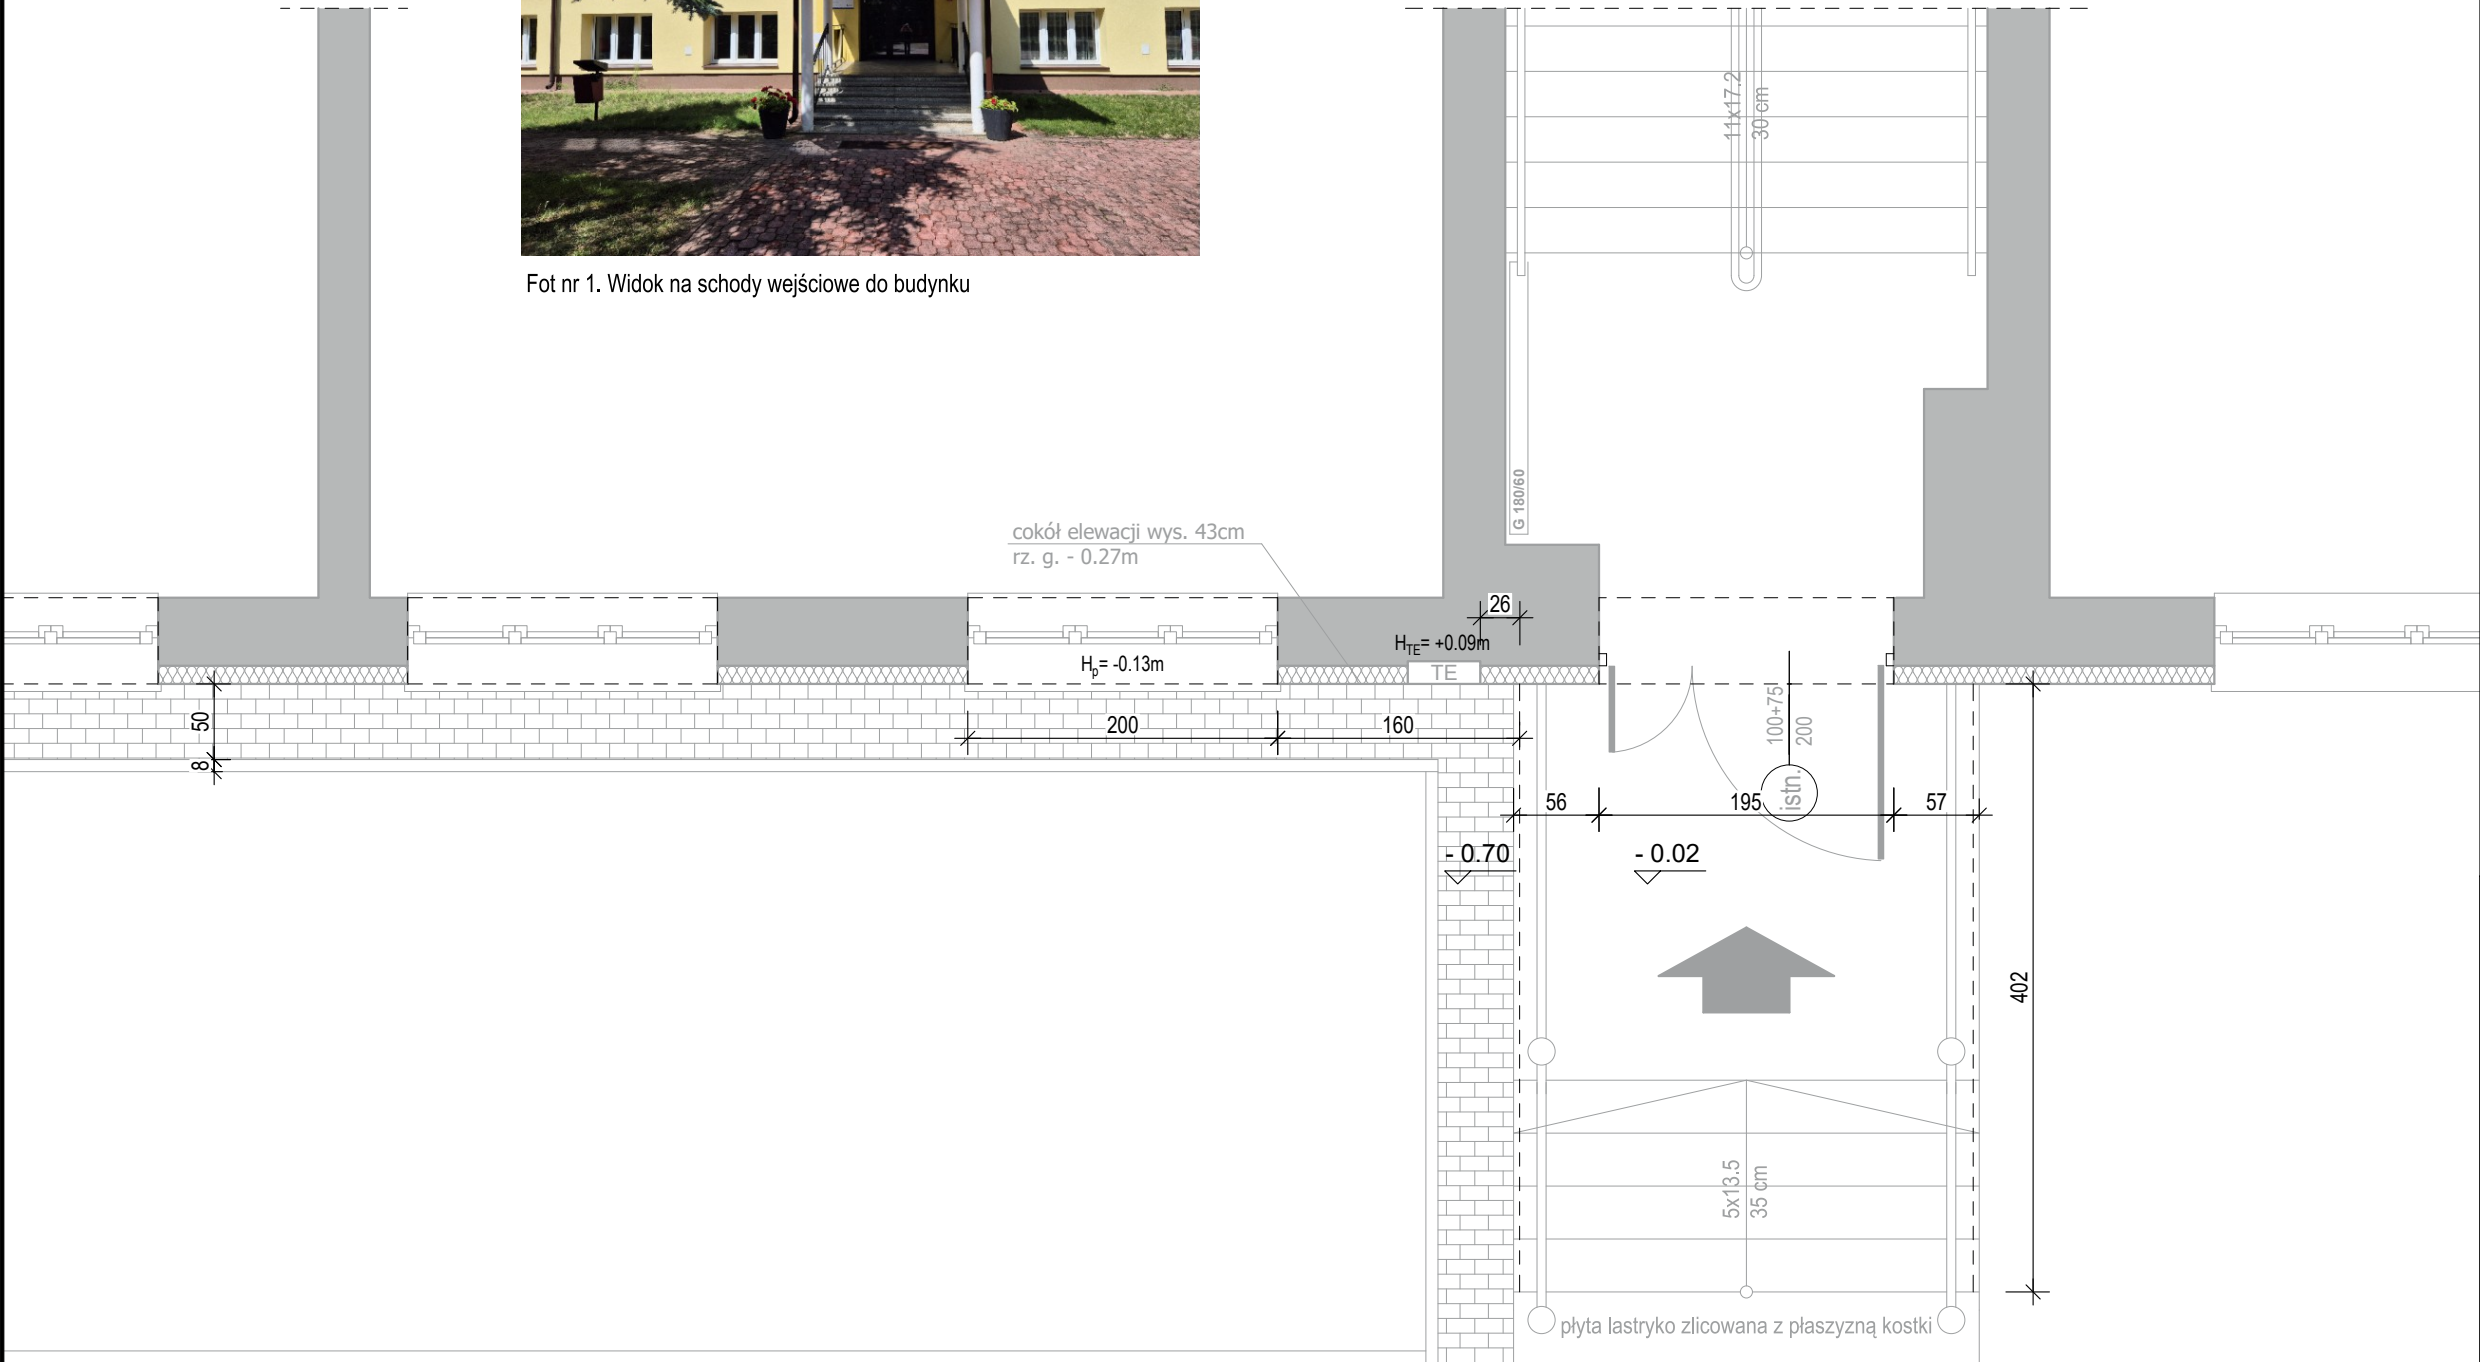 Fot nr 1. Widok na schody wejściowe do budynku
11x17.2
30 cm
G 180/60
cokół elewacji wys. 43cm
rz. g. - 0.27m
26
HTE= +0.09m
Hp= -0.13m
TE
50
8
200
160
100+75
200
istn.
56
195
57
- 0.70
- 0.02
402
5x13.5
35 cm
płyta lastryko zlicowana z płaszyzną kostki